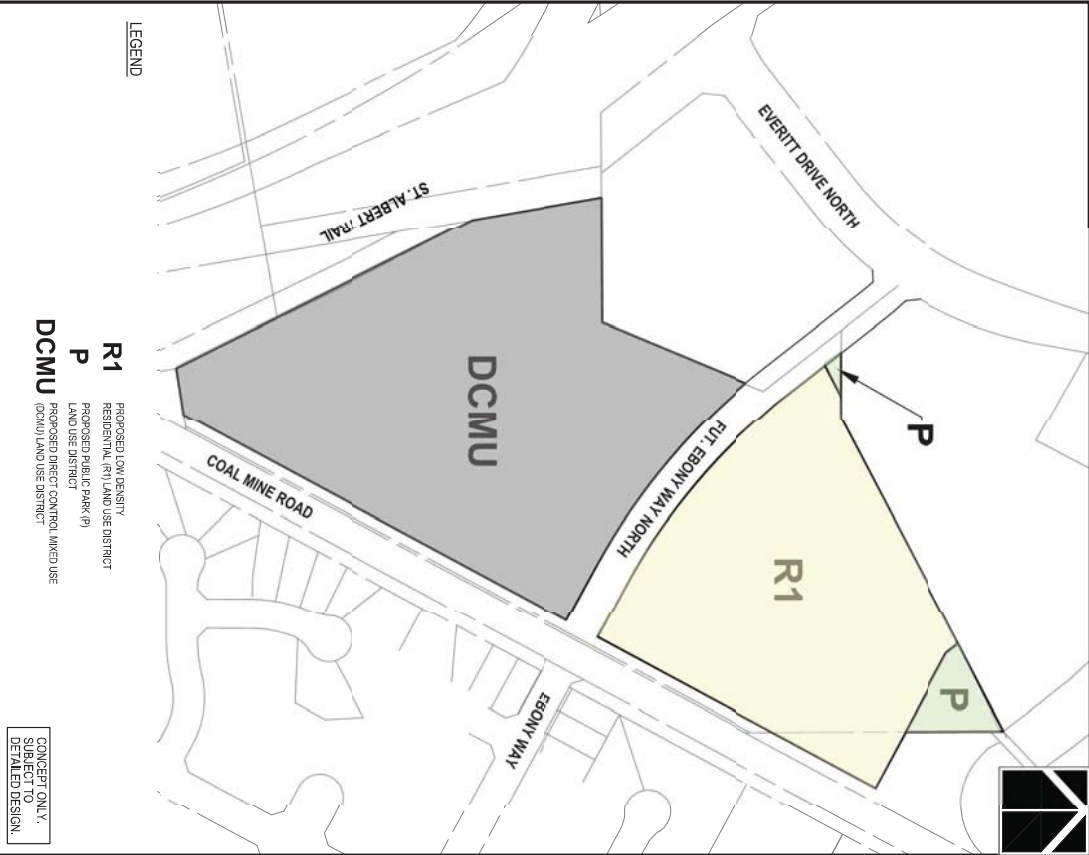 EVERITT DRIVE NORTH
ST. ALBERT TRAIL
P
DCMU
FUT. EBONY WAY NORTH
R1
COAL MINE ROAD
P
EBONY WAY
LEGEND
R1 PROPOSED LOW DENSITY
RESIDENTIAL (R1) LAND USE DISTRICT
P PROPOSED PUBLIC PARK (P)
LAND USE DISTRICT
DCMU PROPOSED DIRECT CONTROL MIXED USE
(DCMU) LAND USE DISTRICT
CONCEPT ONLY.
SUBJECT TO
DETAILED DESIGN.